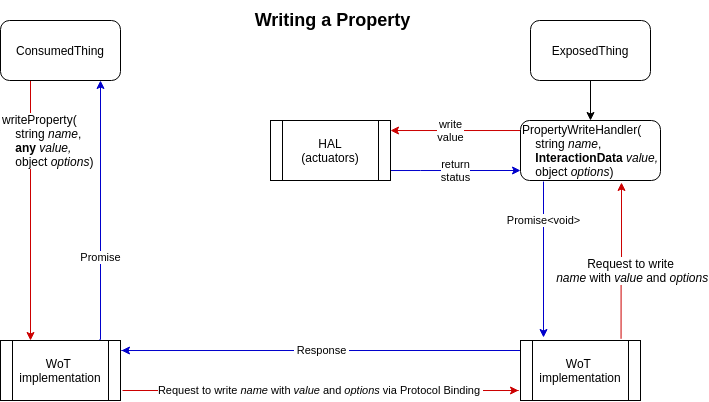 Writing a Property
ConsumedThing
ExposedThing
writeProperty(
string name,
any value,
object options)
HAL
(actuators)
write
value
return
status
PropertyWriteHandler(
string name,
InteractionData value,
object options)
Promise<void>
Promise
Request to write
name with value and options
WoT
implementation
Response
Request to write name with value and options via Protocol Binding
WoT
implementation